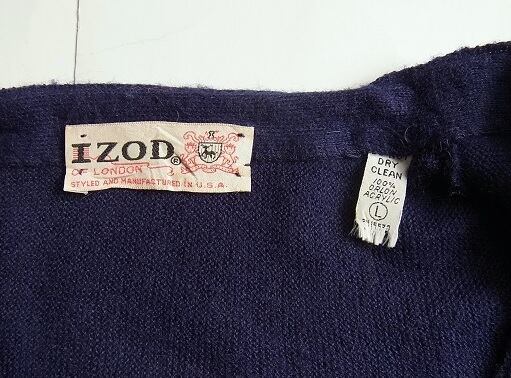 IZOD®
OF LONDON
STYLED AND MANUFACTURED IN U.S.A.
DRY
CLEAN
100%
ORLON
ACRYLIC
L